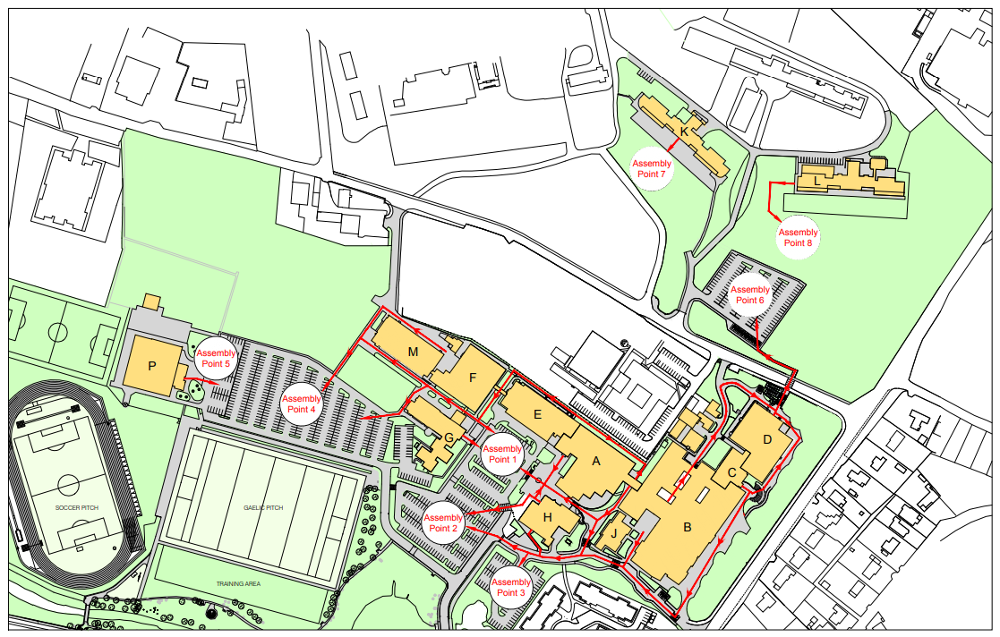 K
Assembly
Point 7
L
Assembly
Point 8
Assembly
Point 6
M
P
Assembly
Point 5
F
Assembly
Point 4
E
G
D
Assembly
Point 1
A
C
SOCCER PITCH
GAELIC PITCH
Assembly
Point 2
H
J
B
TRAINING AREA
Assembly
Point 3